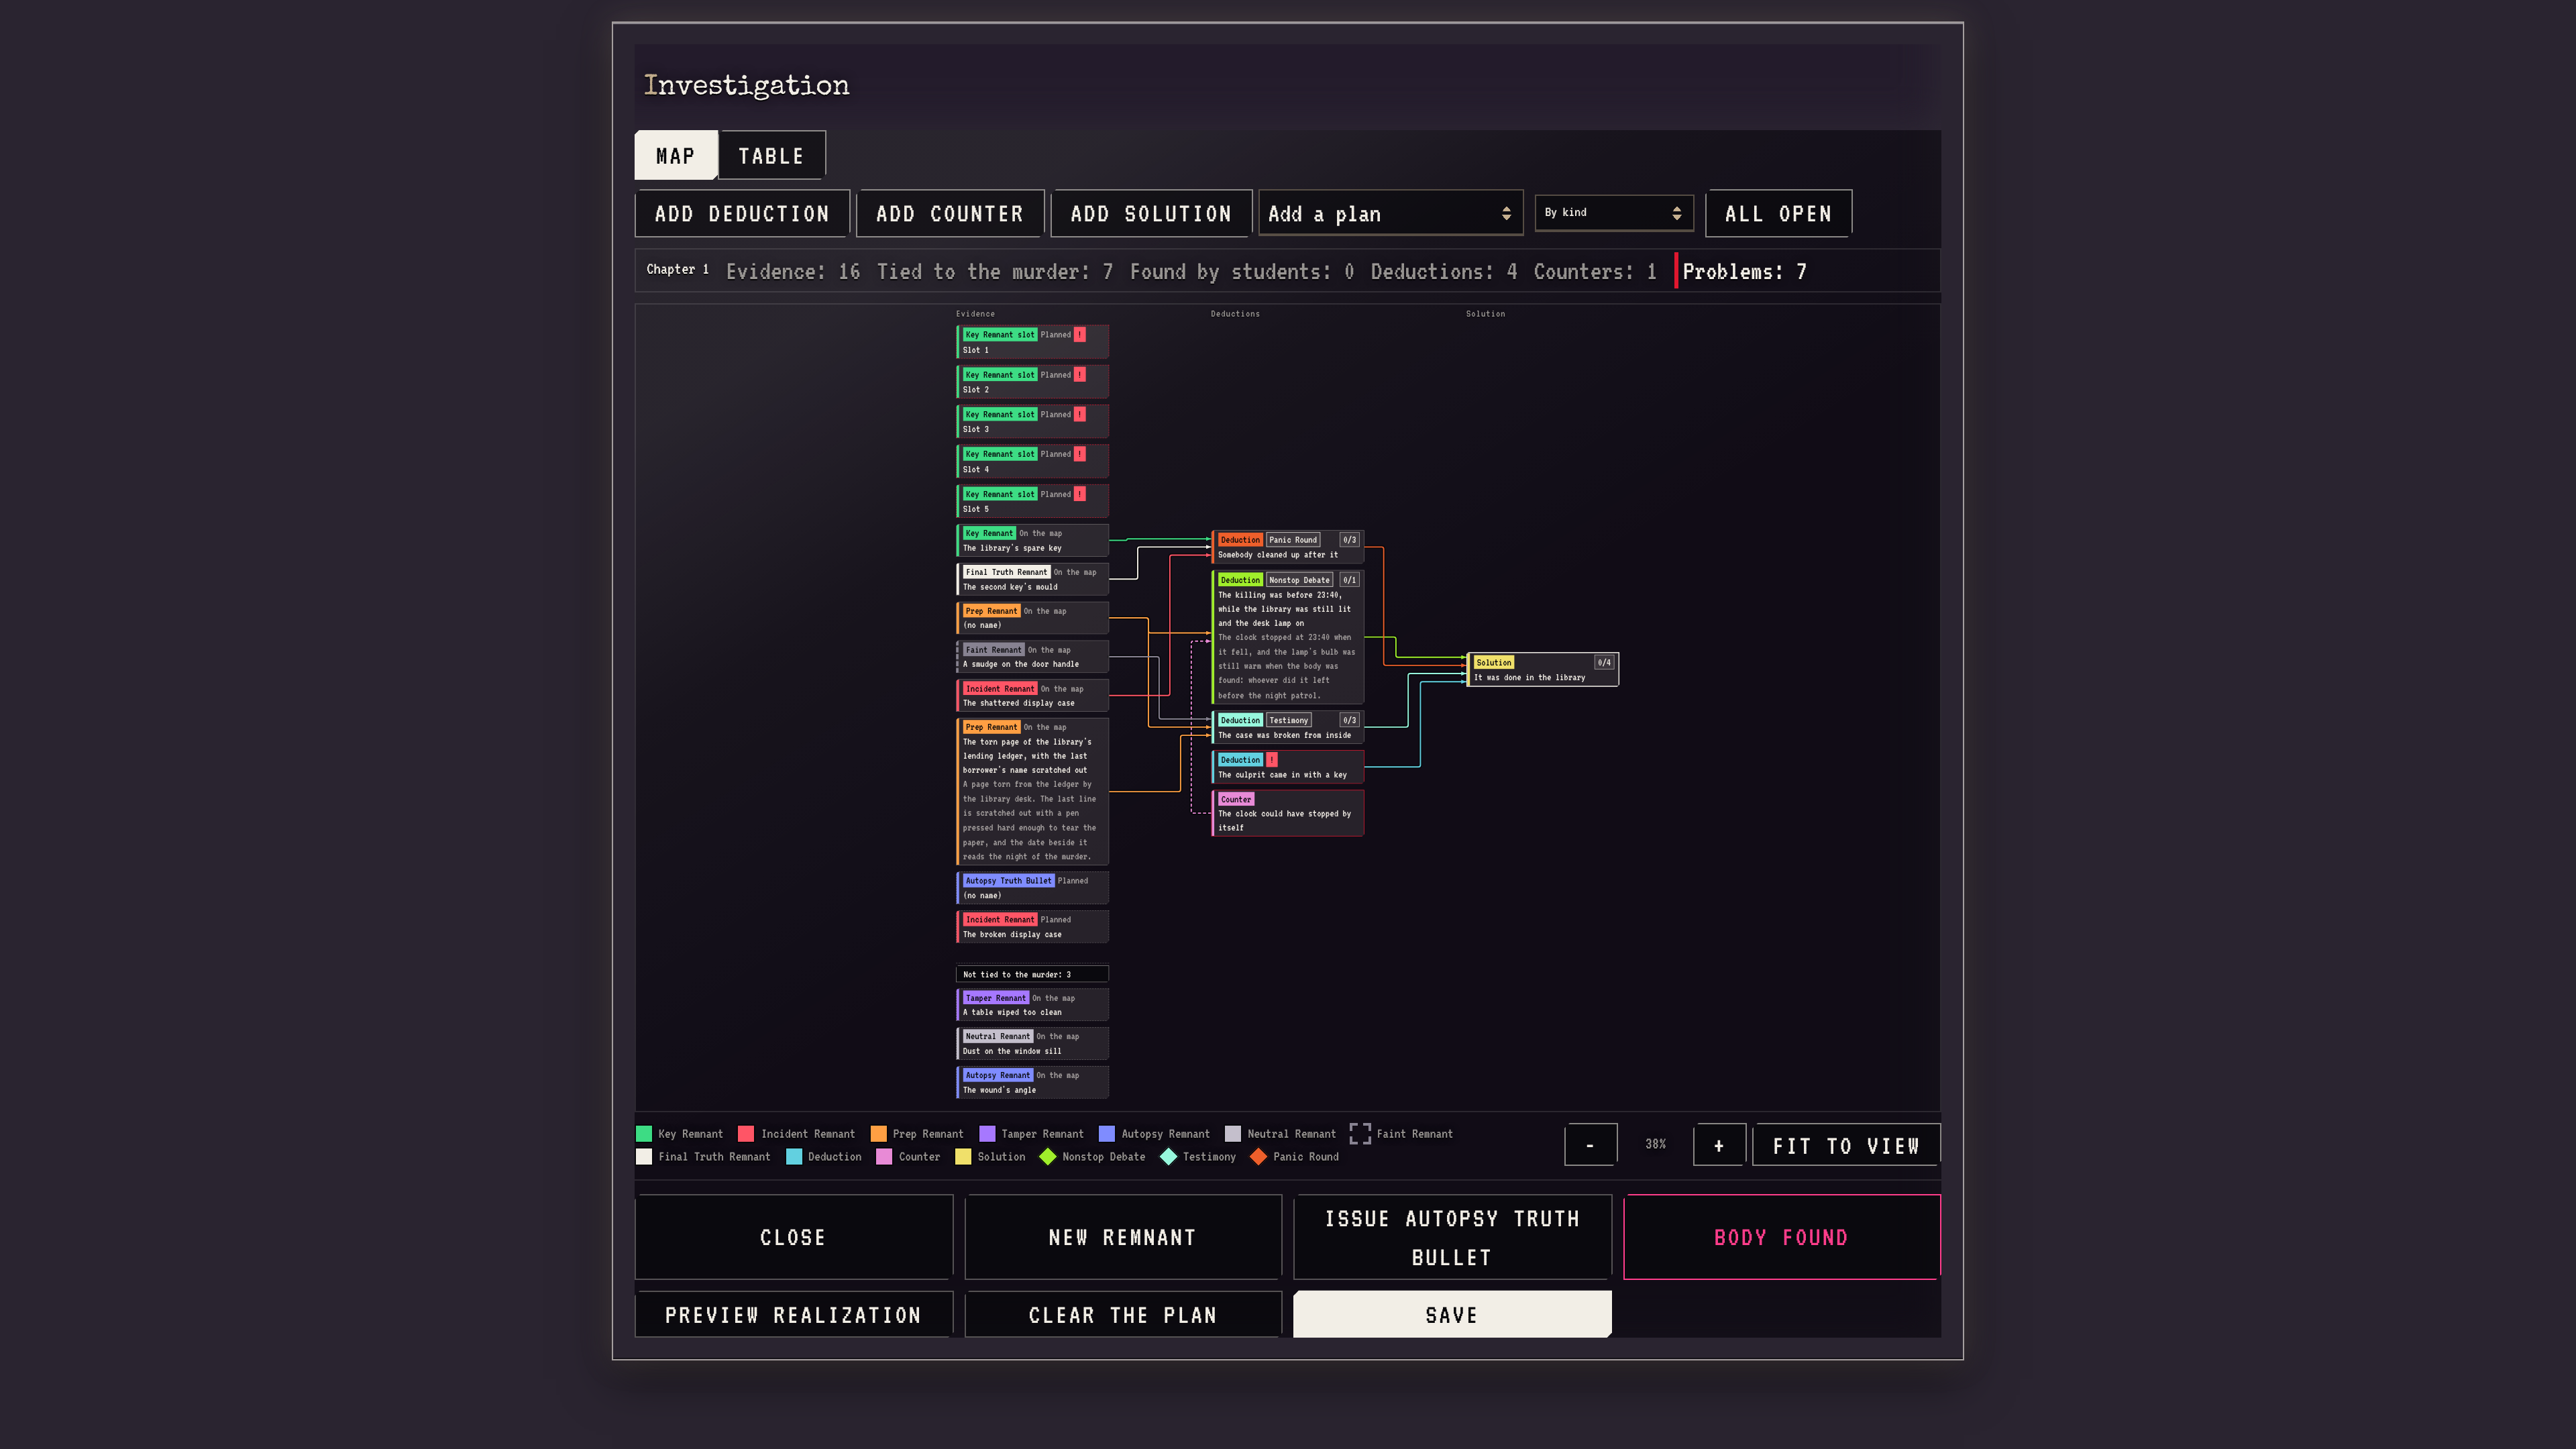 Investigation
MAP
TABLE
ADD DEDUCTION
ADD COUNTER
ADD SOLUTION
Add a plan
By kind
ALL OPEN
Chapter 1
Evidence: 16
Tied to the murder: 7
Found by students: 0
Deductions: 4
Counters: 1
Problems: 7
Evidence
Deductions
Solution
Key Remnant slot Planned !
Slot 1
Key Remnant slot Planned !
Slot 2
Key Remnant slot Planned !
Slot 3
Key Remnant slot Planned !
Slot 4
Key Remnant slot Planned !
Slot 5
Key Remnant On the map
The library's spare key
Final Truth Remnant On the map
The second key's mould
Prep Remnant On the map
(no name)
Faint Remnant On the map
A smudge on the door handle
Incident Remnant On the map
The shattered display case
Prep Remnant On the map
The torn page of the library's
lending ledger, with the last
borrower's name scratched out
A page torn from the ledger by
the library desk. The last line
is scratched out with a pen
pressed hard enough to tear the
paper, and the date beside it
reads the night of the murder.
Autopsy Truth Bullet Planned
(no name)
Incident Remnant Planned
The broken display case
Not tied to the murder: 3
Tamper Remnant On the map
A table wiped too clean
Neutral Remnant On the map
Dust on the window sill
Autopsy Remnant On the map
The wound's angle
Deduction Panic Round 0/3
Somebody cleaned up after it
Deduction Nonstop Debate 0/1
The killing was before 23:40,
while the library was still lit
and the desk lamp on
The clock stopped at 23:40 when
it fell, and the lamp's bulb was
still warm when the body was
found: whoever did it left
before the night patrol.
Deduction Testimony 0/3
The case was broken from inside
Deduction !
The culprit came in with a key
Counter
The clock could have stopped by
itself
Solution 0/4
It was done in the library
Key Remnant
Incident Remnant
Prep Remnant
Tamper Remnant
Autopsy Remnant
Neutral Remnant
Faint Remnant
Final Truth Remnant
Deduction
Counter
Solution
Nonstop Debate
Testimony
Panic Round
-
38%
+
FIT TO VIEW
CLOSE
NEW REMNANT
ISSUE AUTOPSY TRUTH
BULLET
BODY FOUND
PREVIEW REALIZATION
CLEAR THE PLAN
SAVE